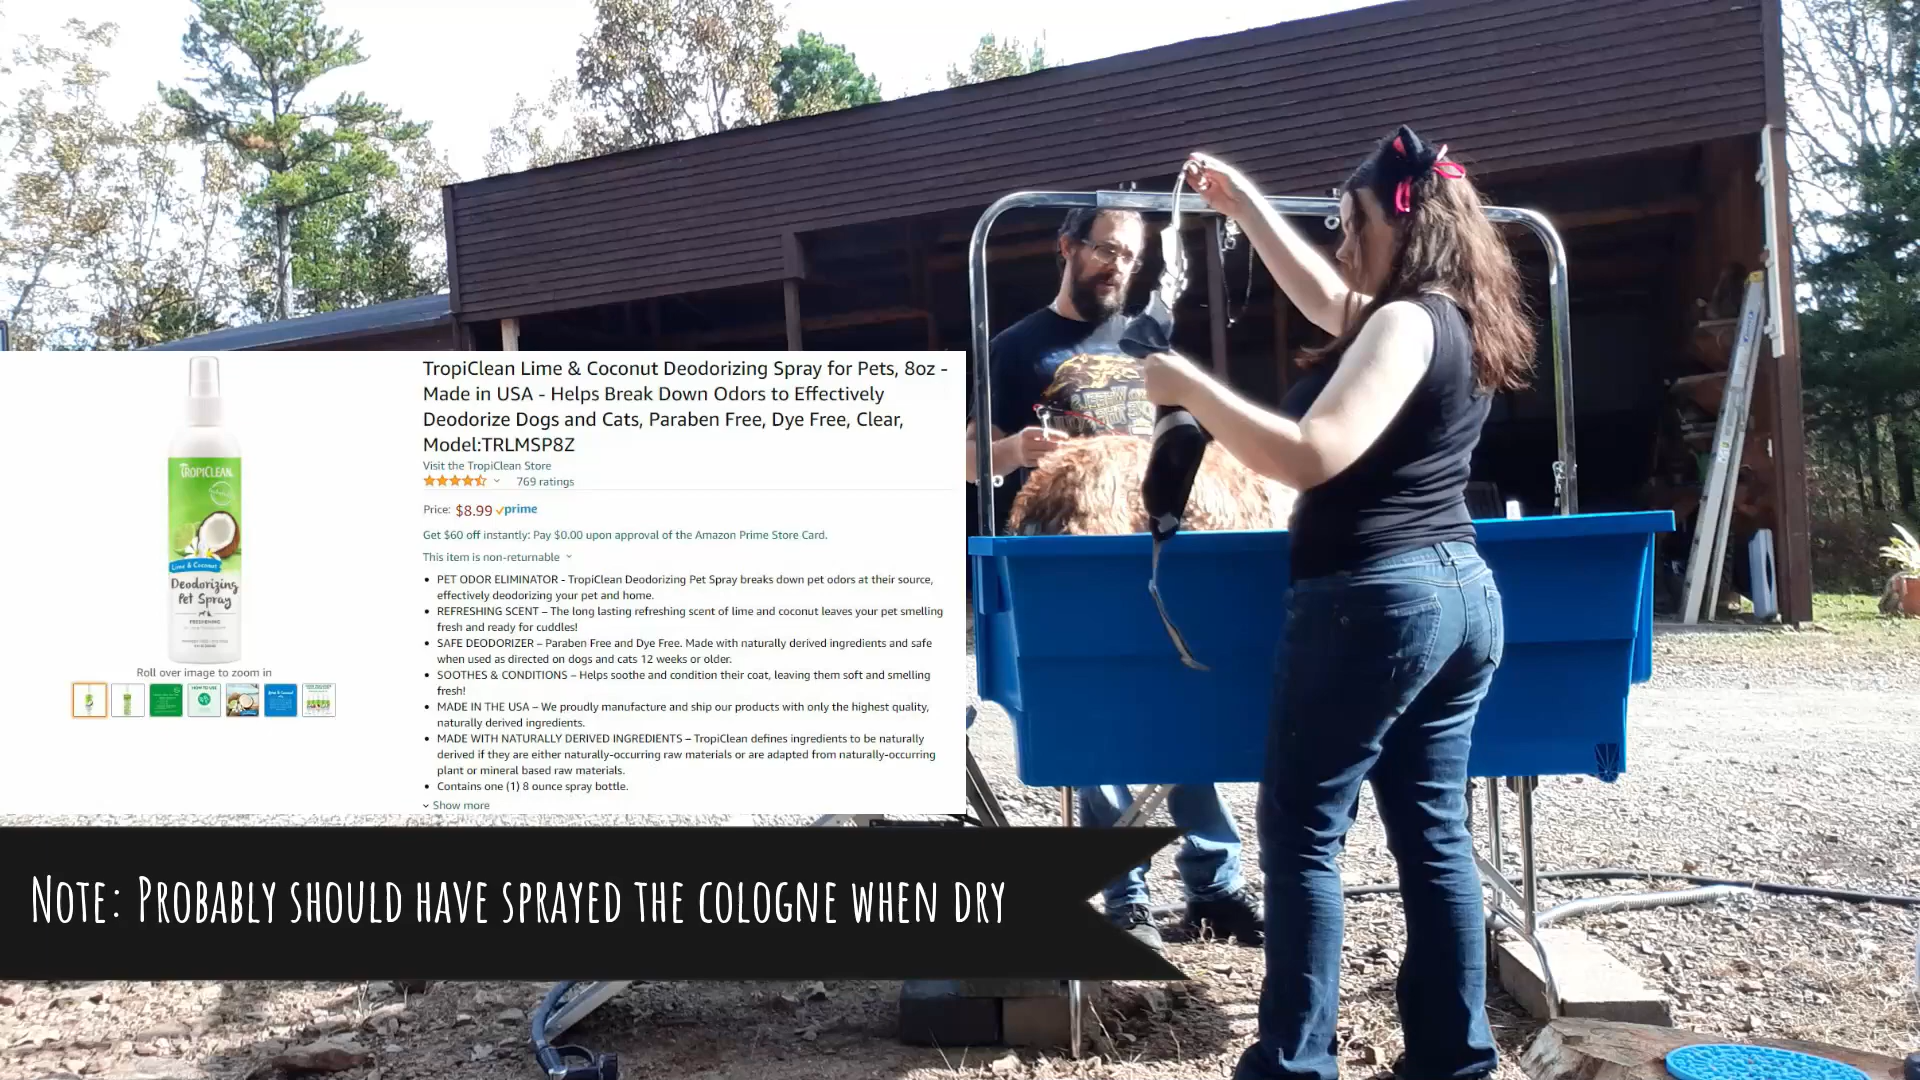 TROPICLEAN
Lime & Coconut
Deodorizing
Pet Spray
FRESHENING
Roll over image to zoom in
TropiClean Lime & Coconut Deodorizing Spray for Pets, 8oz -
Made in USA - Helps Break Down Odors to Effectively
Deodorize Dogs and Cats, Paraben Free, Dye Free, Clear,
Model:TRLMSP8Z
Visit the TropiClean Store
769 ratings
Price: $8.99 prime
Get $60 off instantly: Pay $0.00 upon approval of the Amazon Prime Store Card.
This item is non-returnable
• PET ODOR ELIMINATOR - TropiClean Deodorizing Pet Spray breaks down pet odors at their source,
effectively deodorizing your pet and home.
• REFRESHING SCENT – The long lasting refreshing scent of lime and coconut leaves your pet smelling
fresh and ready for cuddles!
• SAFE DEODORIZER – Paraben Free and Dye Free. Made with naturally derived ingredients and safe
when used as directed on dogs and cats 12 weeks or older.
• SOOTHES & CONDITIONS – Helps soothe and condition their coat, leaving them soft and smelling
fresh!
• MADE IN THE USA – We proudly manufacture and ship our products with only the highest quality,
naturally derived ingredients.
• MADE WITH NATURALLY DERIVED INGREDIENTS – TropiClean defines ingredients to be naturally
derived if they are either naturally-occurring raw materials or are adapted from naturally-occurring
plant or mineral based raw materials.
• Contains one (1) 8 ounce spray bottle.
Show more
Note: Probably should have sprayed the cologne when dry